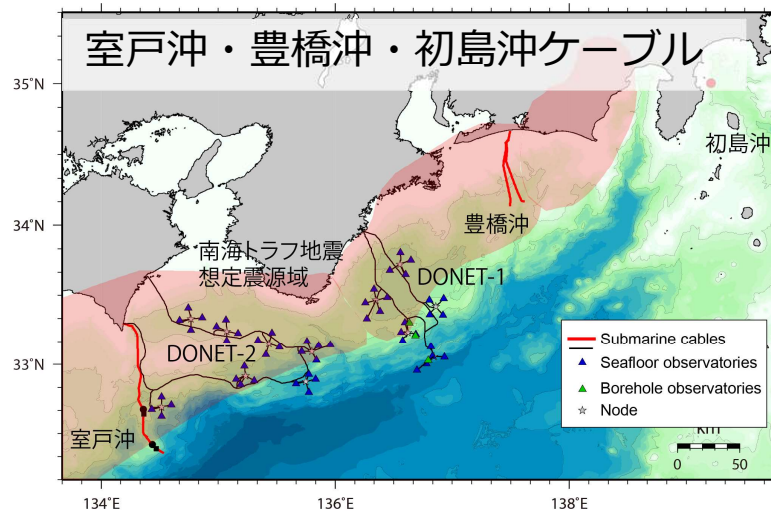 室戸沖・豊橋沖・初島沖ケーブル
35˚N
初島沖
34˚N
豊橋沖
南海トラフ地震
想定震源域
DONET-1
33˚N
DONET-2
室戸沖
Submarine cables
Seafloor observatories
Borehole observatories
Node
km
0 50
134˚E
136˚E
138˚E